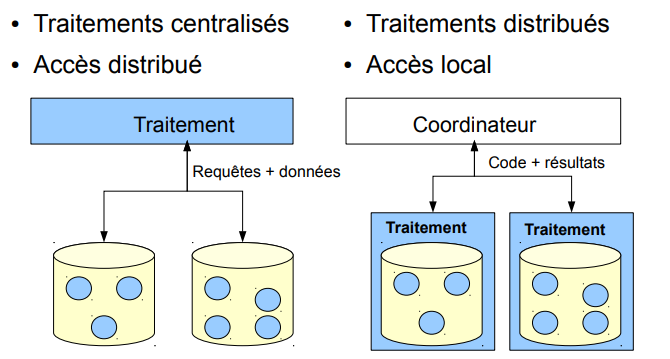 • Traitements centralisés
• Accès distribué
Traitement
Requêtes + données
• Traitements distribués
• Accès local
Coordinateur
Code + résultats
Traitement
Traitement